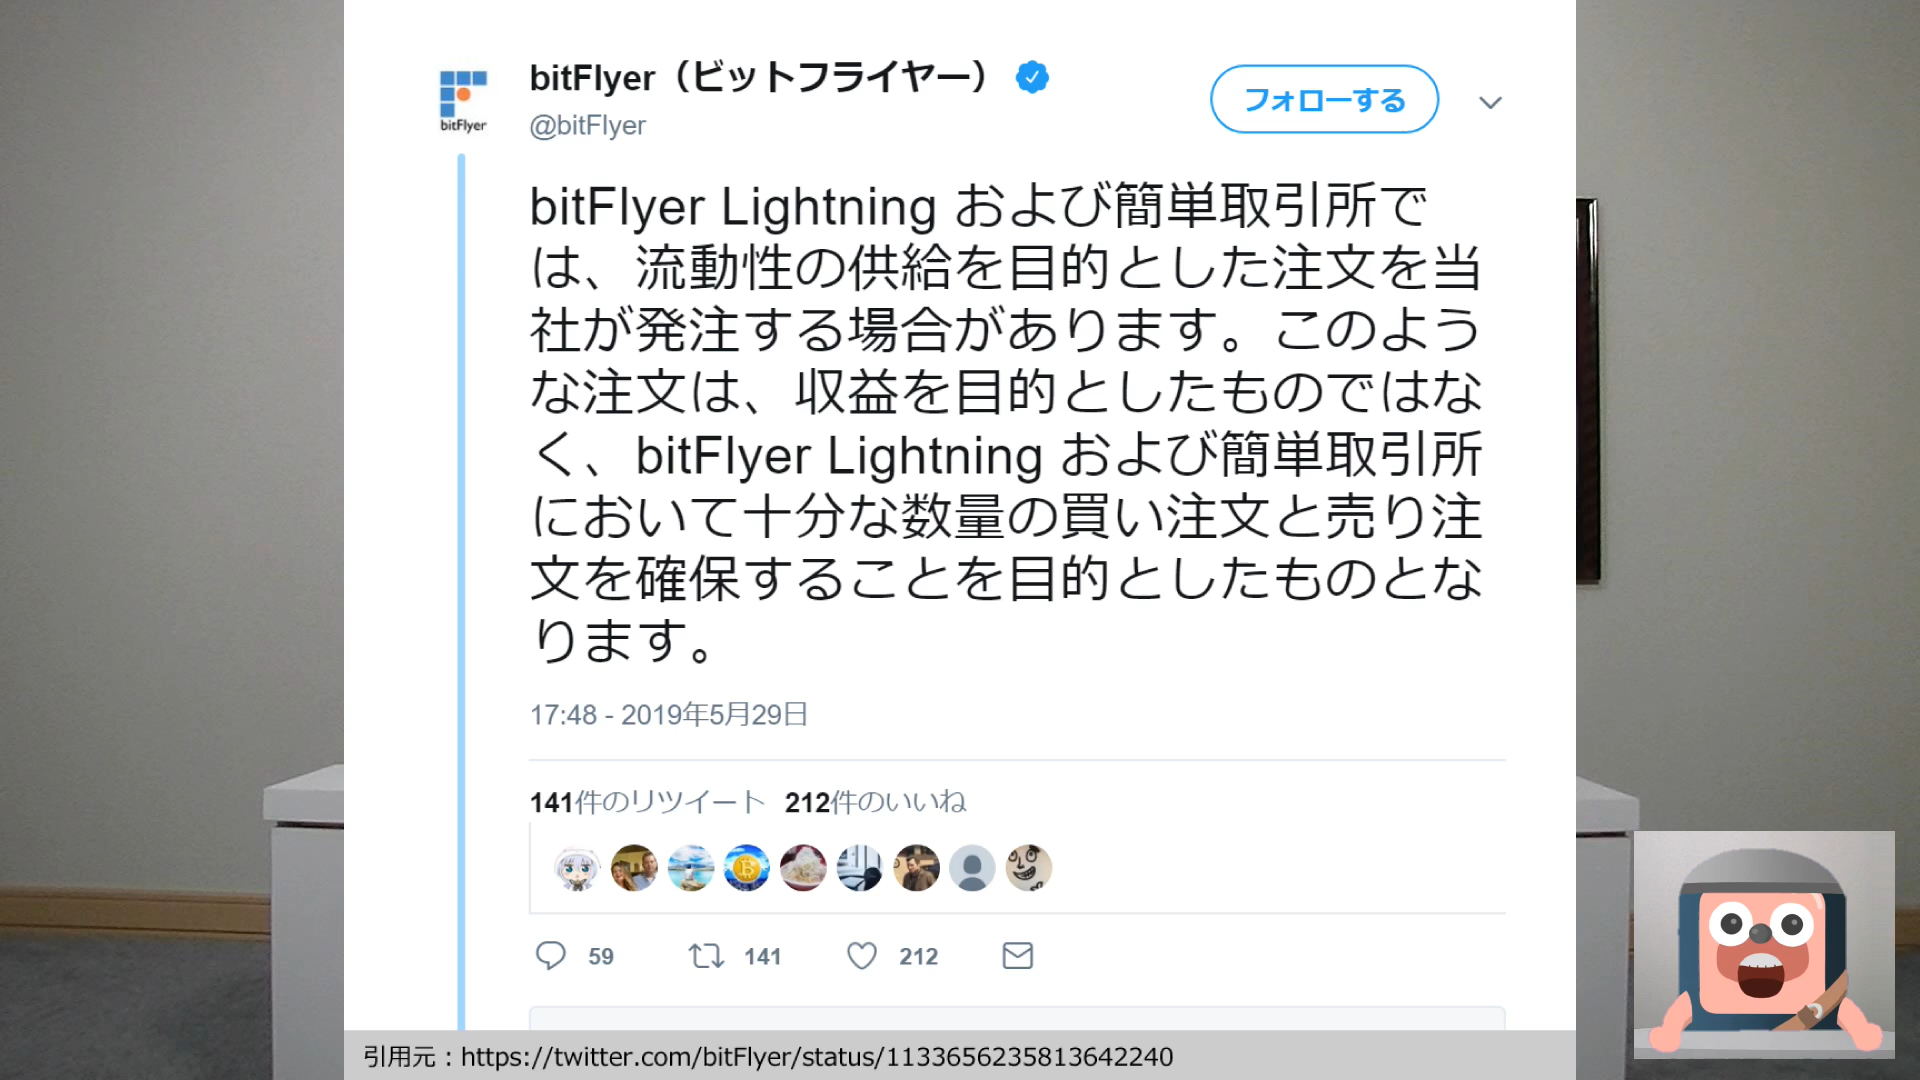 bitFlyer（ビットフライヤー）
@bitFlyer
bitFlyer
フォローする
bitFlyer Lightning および簡単取引所で
は、流動性の供給を目的とした注文を当
社が発注する場合があります。このよう
な注文は、収益を目的としたものではな
く、bitFlyer Lightning および簡単取引所
において十分な数量の買い注文と売り注
文を確保することを目的としたものとな
ります。
17:48 - 2019年5月29日
141件のリツイート 212件のいいね
59 141 212
引用元：https://twitter.com/bitFlyer/status/1133656235813642240